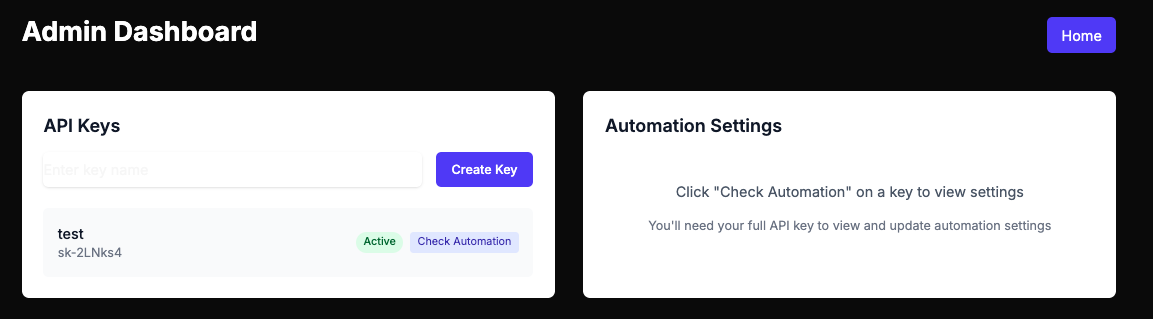 Admin Dashboard
Home
API Keys
Enter key name
Create Key
test
sk-2LNks4
Active
Check Automation
Automation Settings
Click "Check Automation" on a key to view settings
You'll need your full API key to view and update automation settings